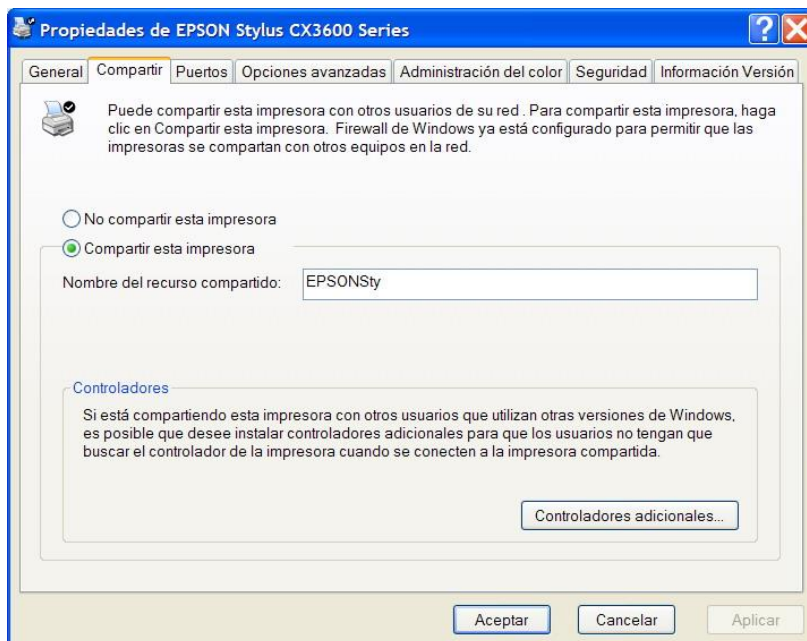 Propiedades de EPSON Stylus CX3600 Series
General Compartir Puertos Opciones avanzadas Administración del color Seguridad Información Versión
Puede compartir esta impresora con otros usuarios de su red . Para compartir esta impresora, haga
clic en Compartir esta impresora. Firewall de Windows ya está configurado para permitir que las
impresoras se compartan con otros equipos en la red.
No compartir esta impresora
Compartir esta impresora
Nombre del recurso compartido: EPSONSty
Controladores
Si está compartiendo esta impresora con otros usuarios que utilizan otras versiones de Windows,
es posible que desee instalar controladores adicionales para que los usuarios no tengan que
buscar el controlador de la impresora cuando se conecten a la impresora compartida.
Controladores adicionales...
Aceptar Cancelar Aplicar